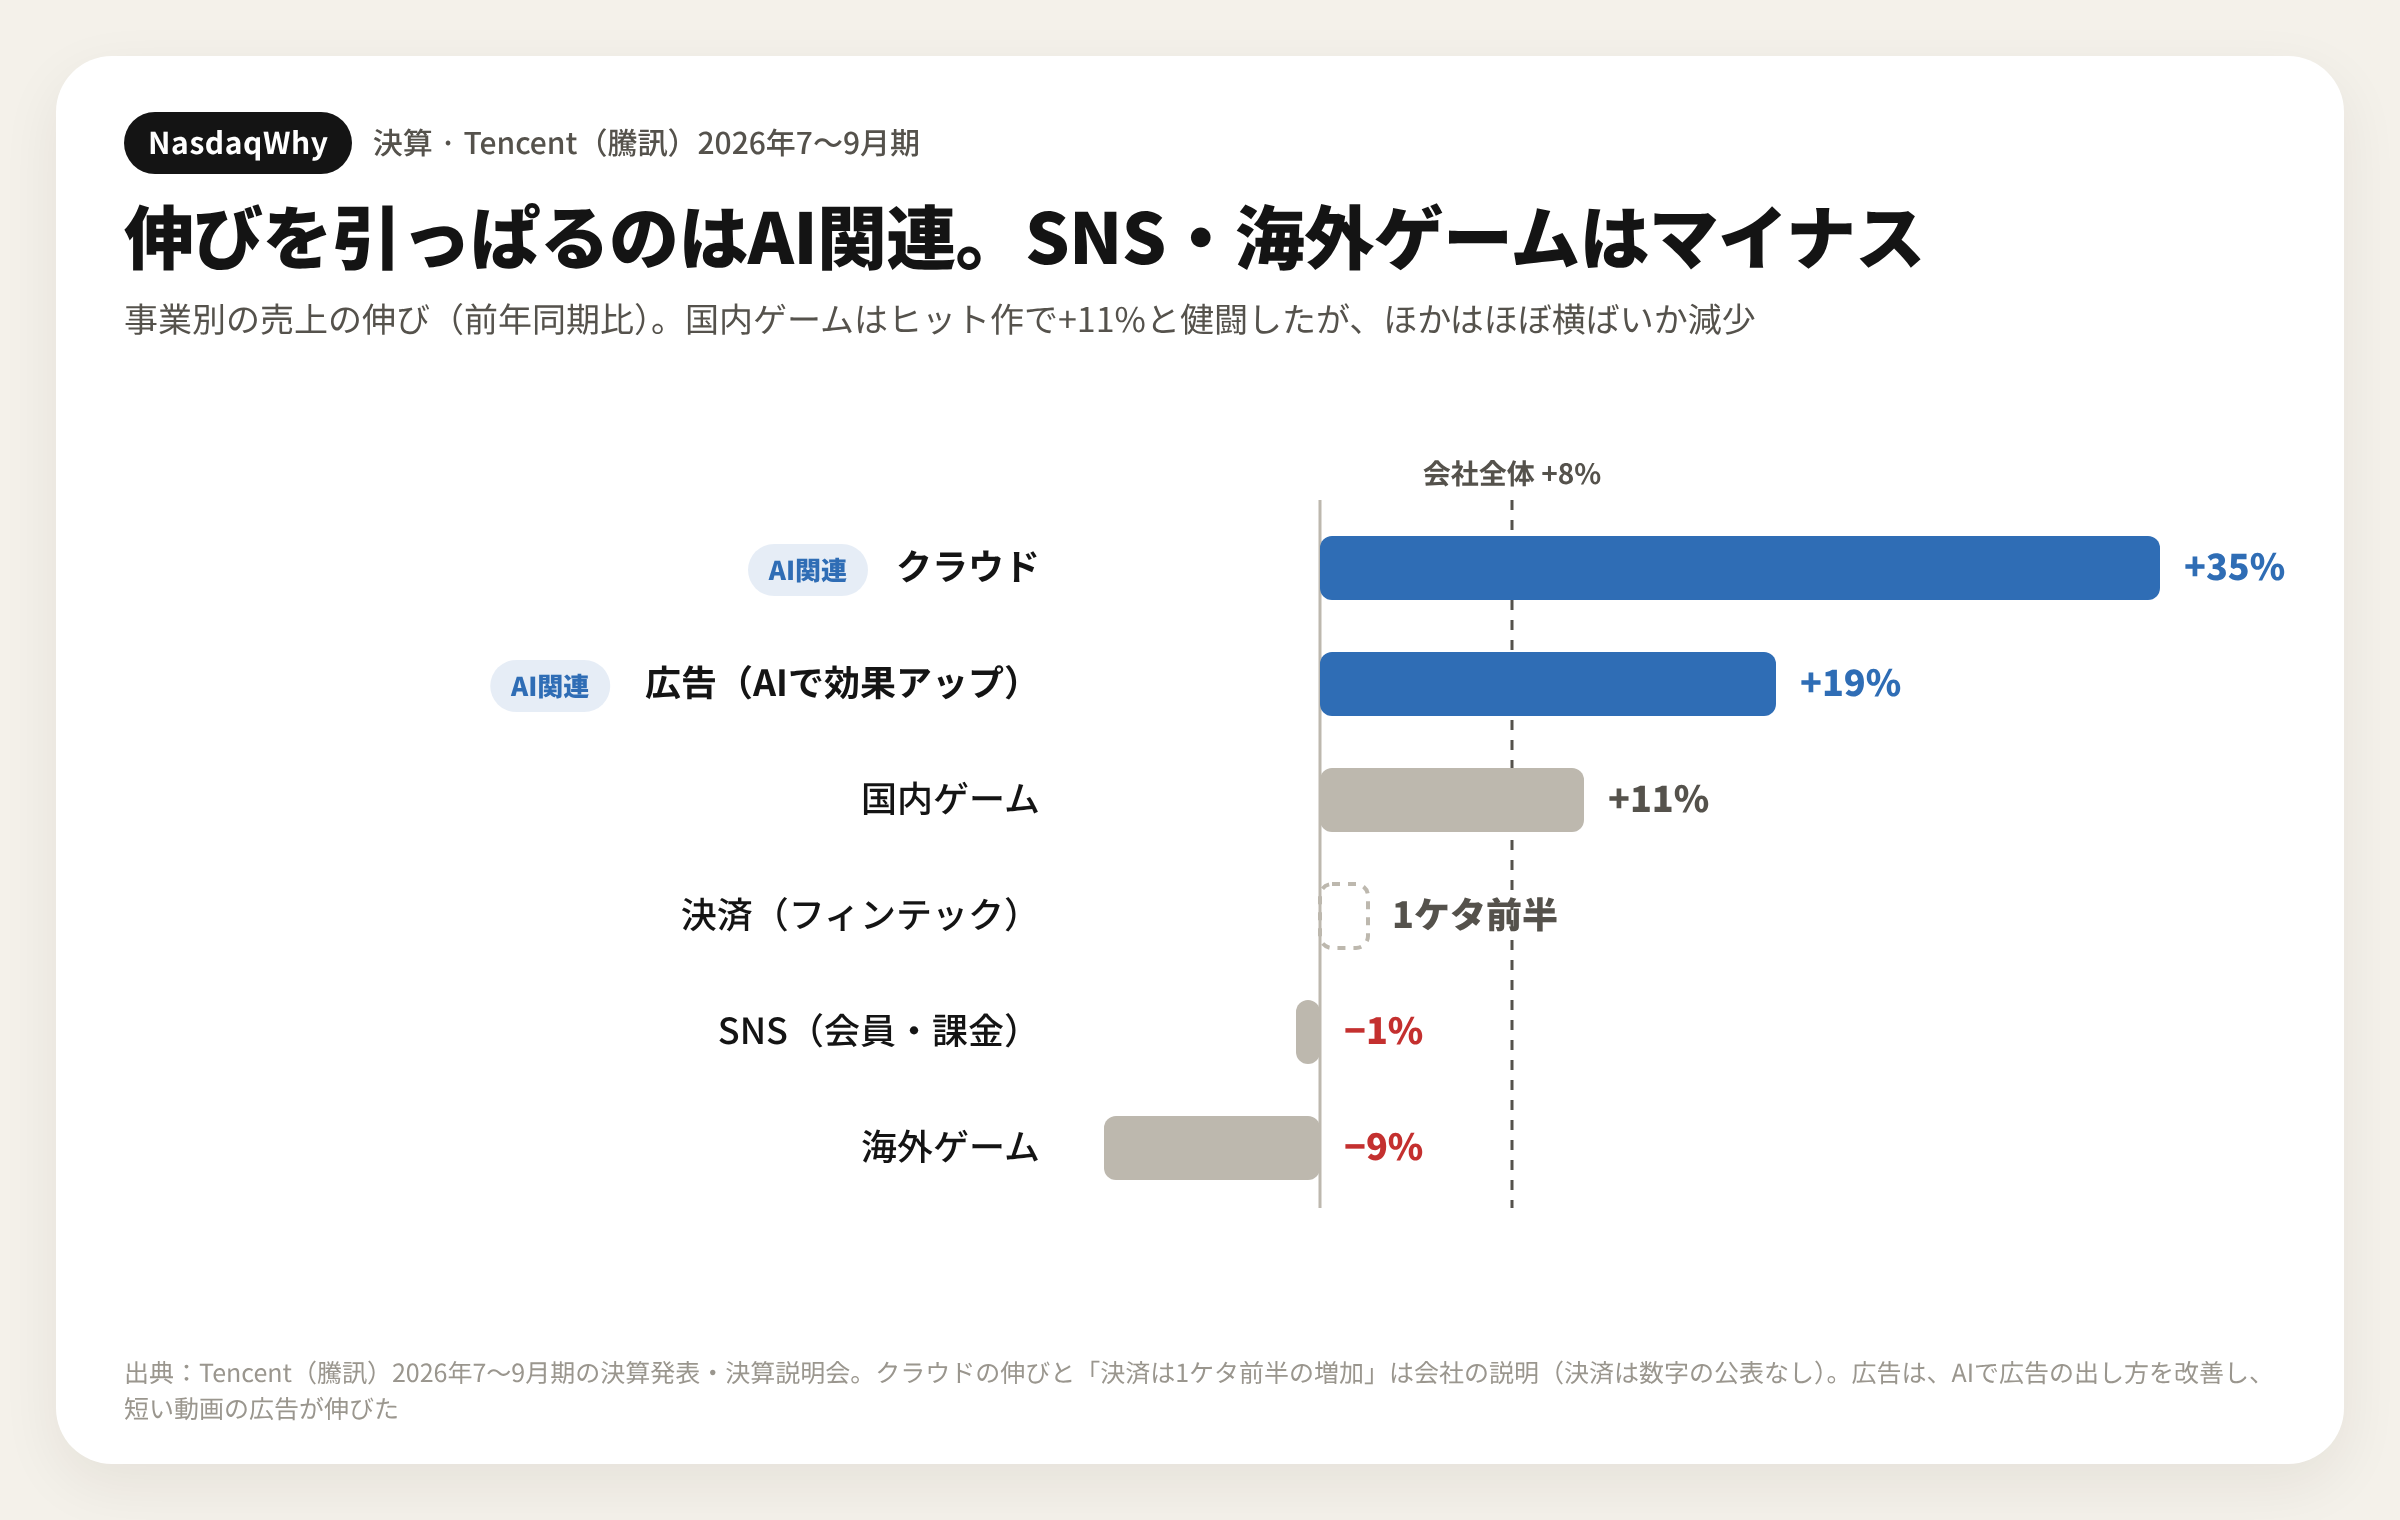 NasdaqWhy 決算 · Tencent（騰訊）2026年7〜9月期
伸びを引っぱるのはAI関連。SNS・海外ゲームはマイナス
事業別の売上の伸び（前年同期比）。国内ゲームはヒット作で+11%と健闘したが、ほかはほぼ横ばいか減少
会社全体 +8%
AI関連 クラウド +35%
AI関連 広告（AIで効果アップ） +19%
国内ゲーム +11%
決済（フィンテック） 1ケタ前半
SNS（会員・課金） −1%
海外ゲーム −9%
出典：Tencent（騰訊）2026年7〜9月期の決算発表・決算説明会。クラウドの伸びと「決済は1ケタ前半の増加」は会社の説明（決済は数字の公表なし）。広告は、AIで広告の出し方を改善し、
短い動画の広告が伸びた